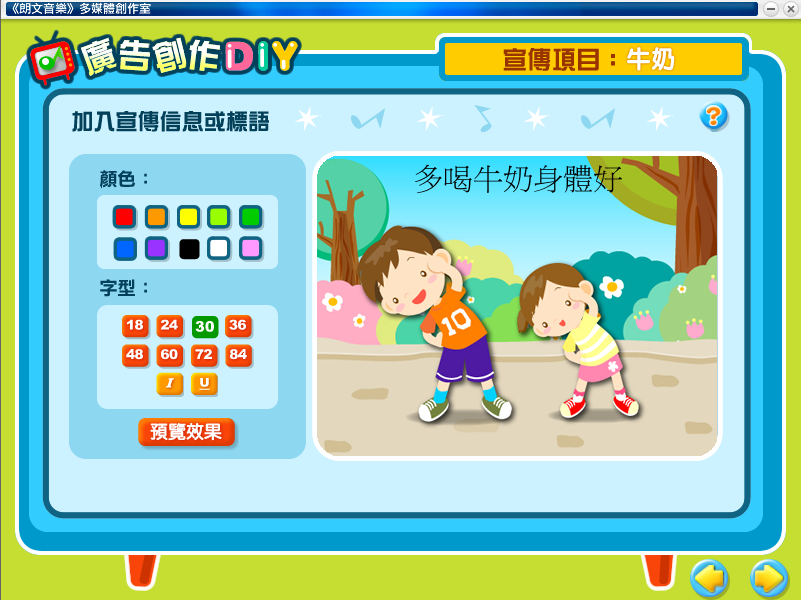 《朗文音樂》多媒體創作室
廣告創作DiY
宣傳項目：牛奶
加入宣傳信息或標語
?
顏色：
多喝牛奶身體好
字型：
18 24 30 36
48 60 72 84
I U
預覽效果
10